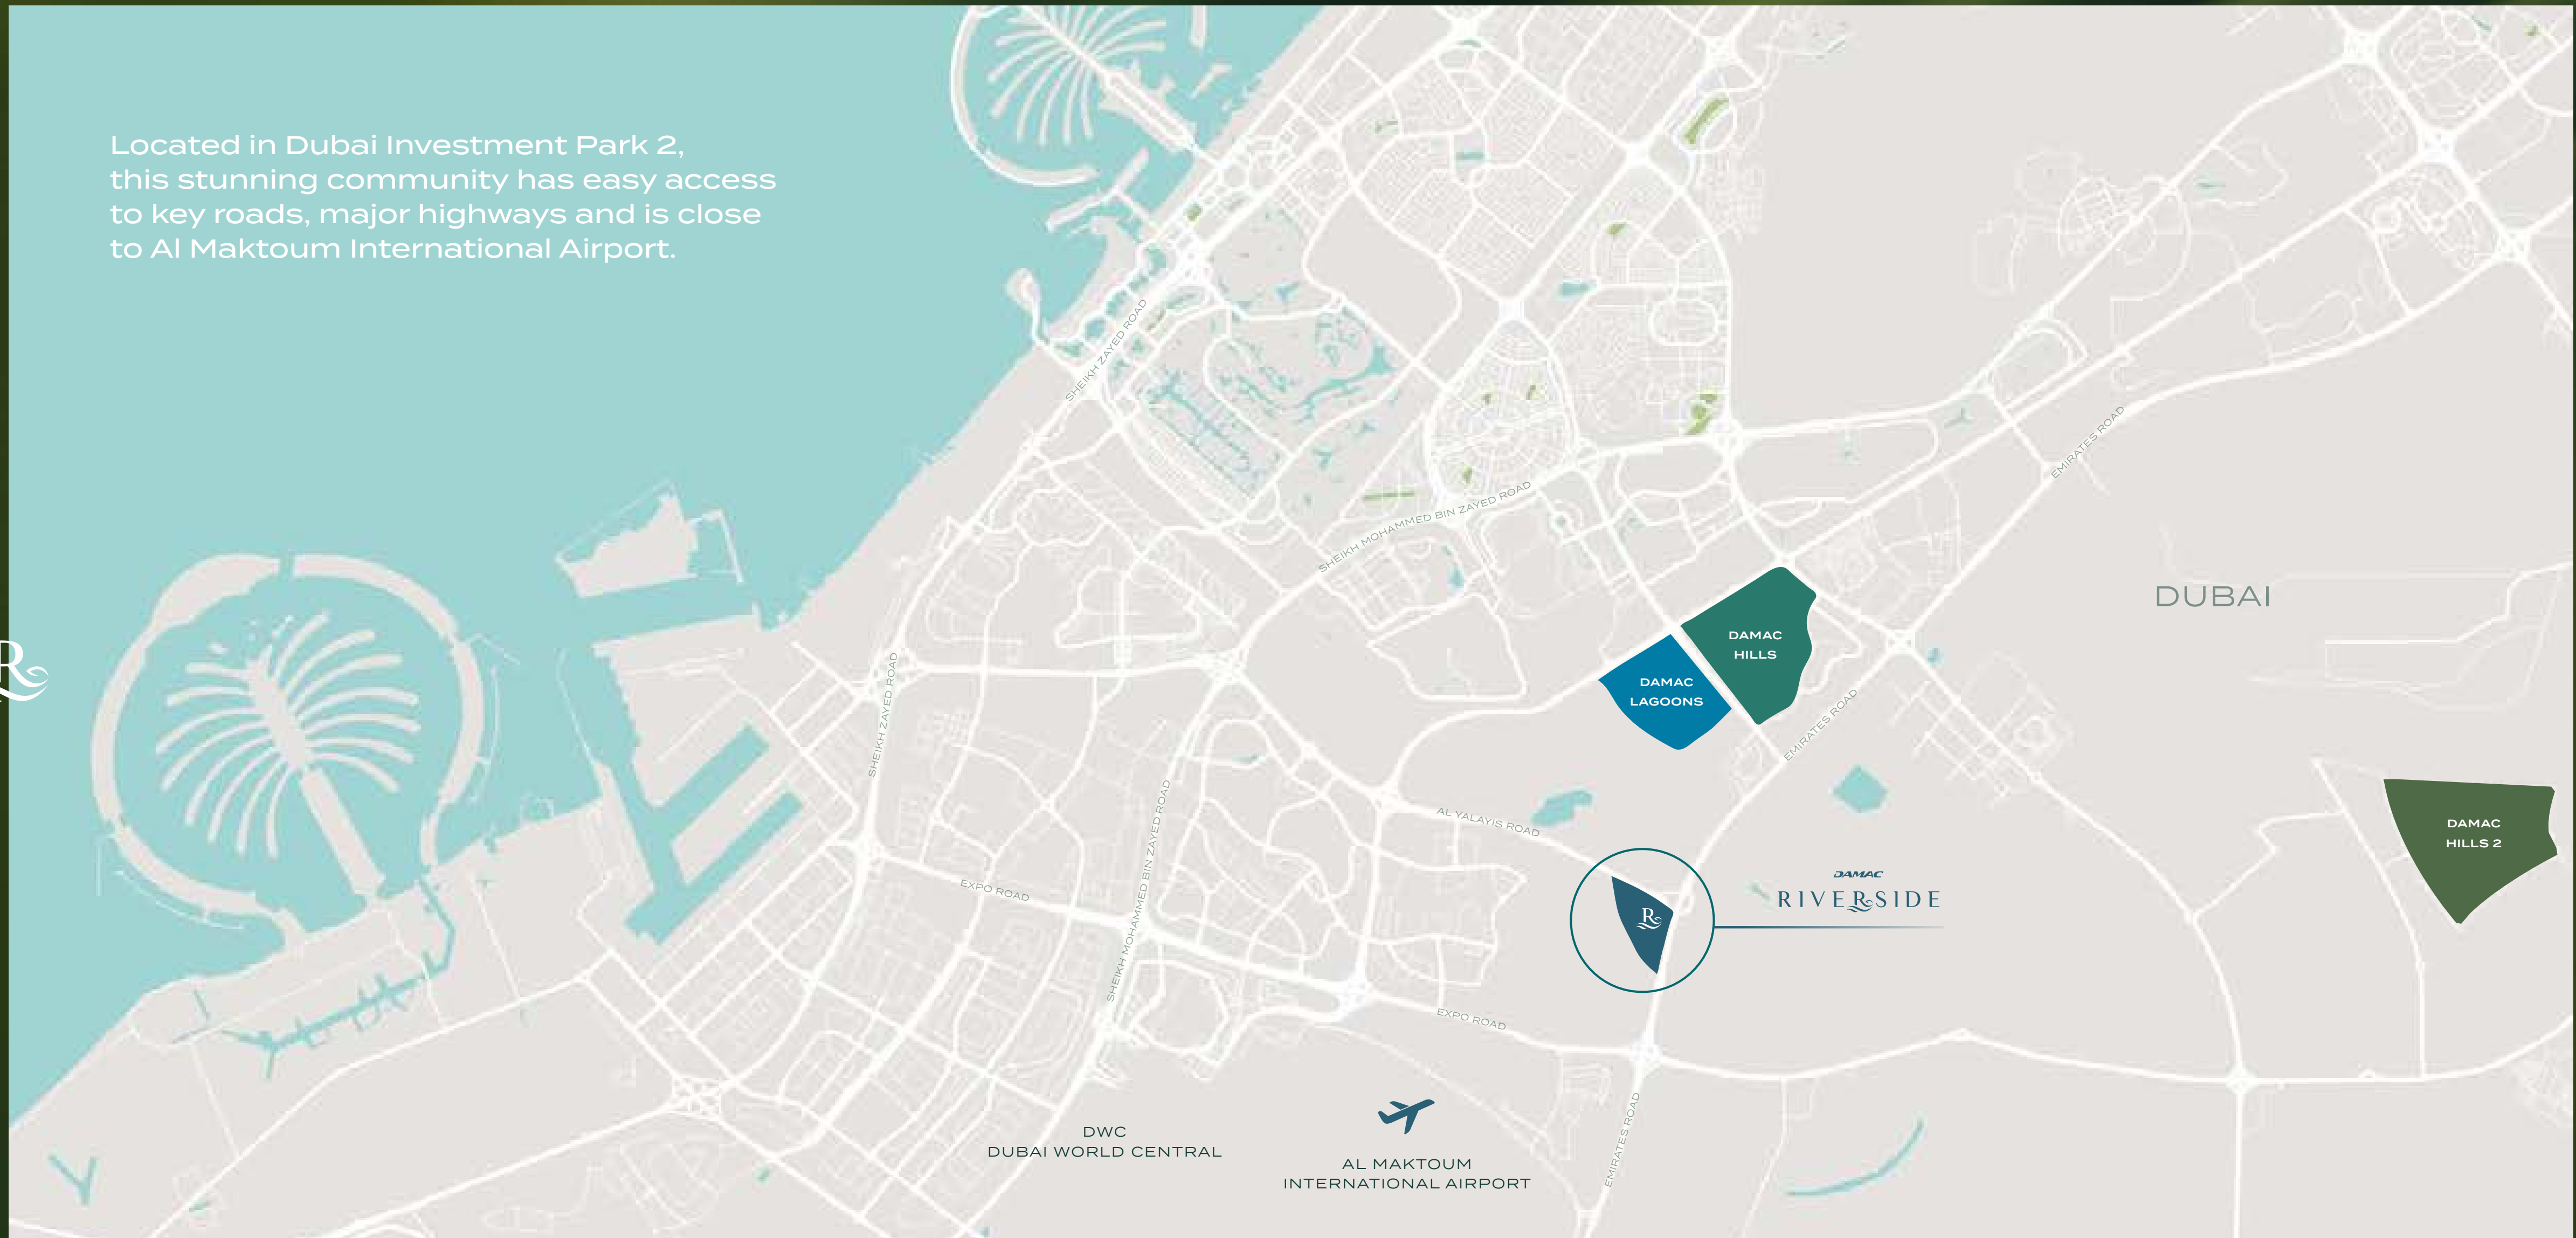 Located in Dubai Investment Park 2,
this stunning community has easy access
to key roads, major highways and is close
to Al Maktoum International Airport.
SHEIKH ZAYED ROAD
EMIRATES ROAD
SHEIKH MOHAMMED BIN ZAYED ROAD
DUBAI
DAMAC
HILLS
DAMAC
LAGOONS
SHEIKH ZAYED ROAD
EMIRATES ROAD
SHEIKH MOHAMMED BIN ZAYED ROAD
AL YALAYIS ROAD
DAMAC
HILLS 2
EXPO ROAD
DAMAC
RIVERSIDE
R
R
EXPO ROAD
EMIRATES ROAD
DWC
DUBAI WORLD CENTRAL
AL MAKTOUM
INTERNATIONAL AIRPORT